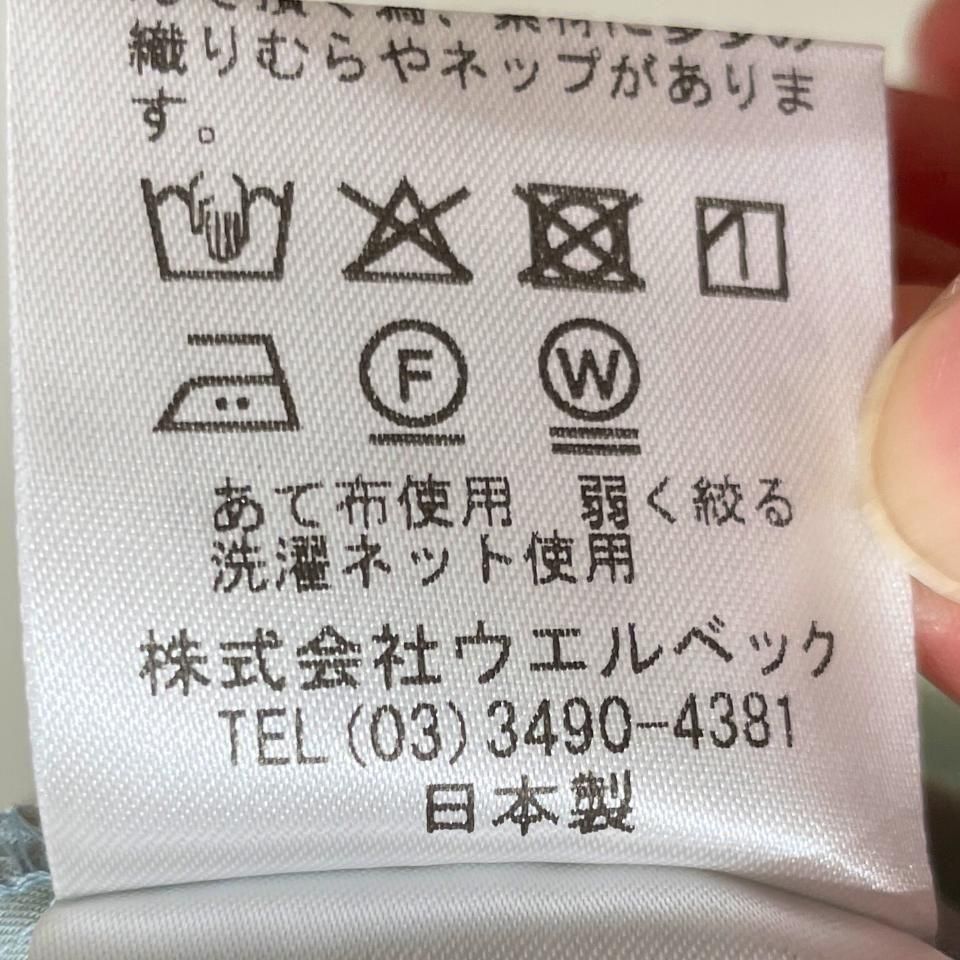 織りむらやネップがありま
す。
F
W
あて布使用 弱く絞る
洗濯ネット使用
株式会社ウエルベック
TEL(03)3490-4381
日本製